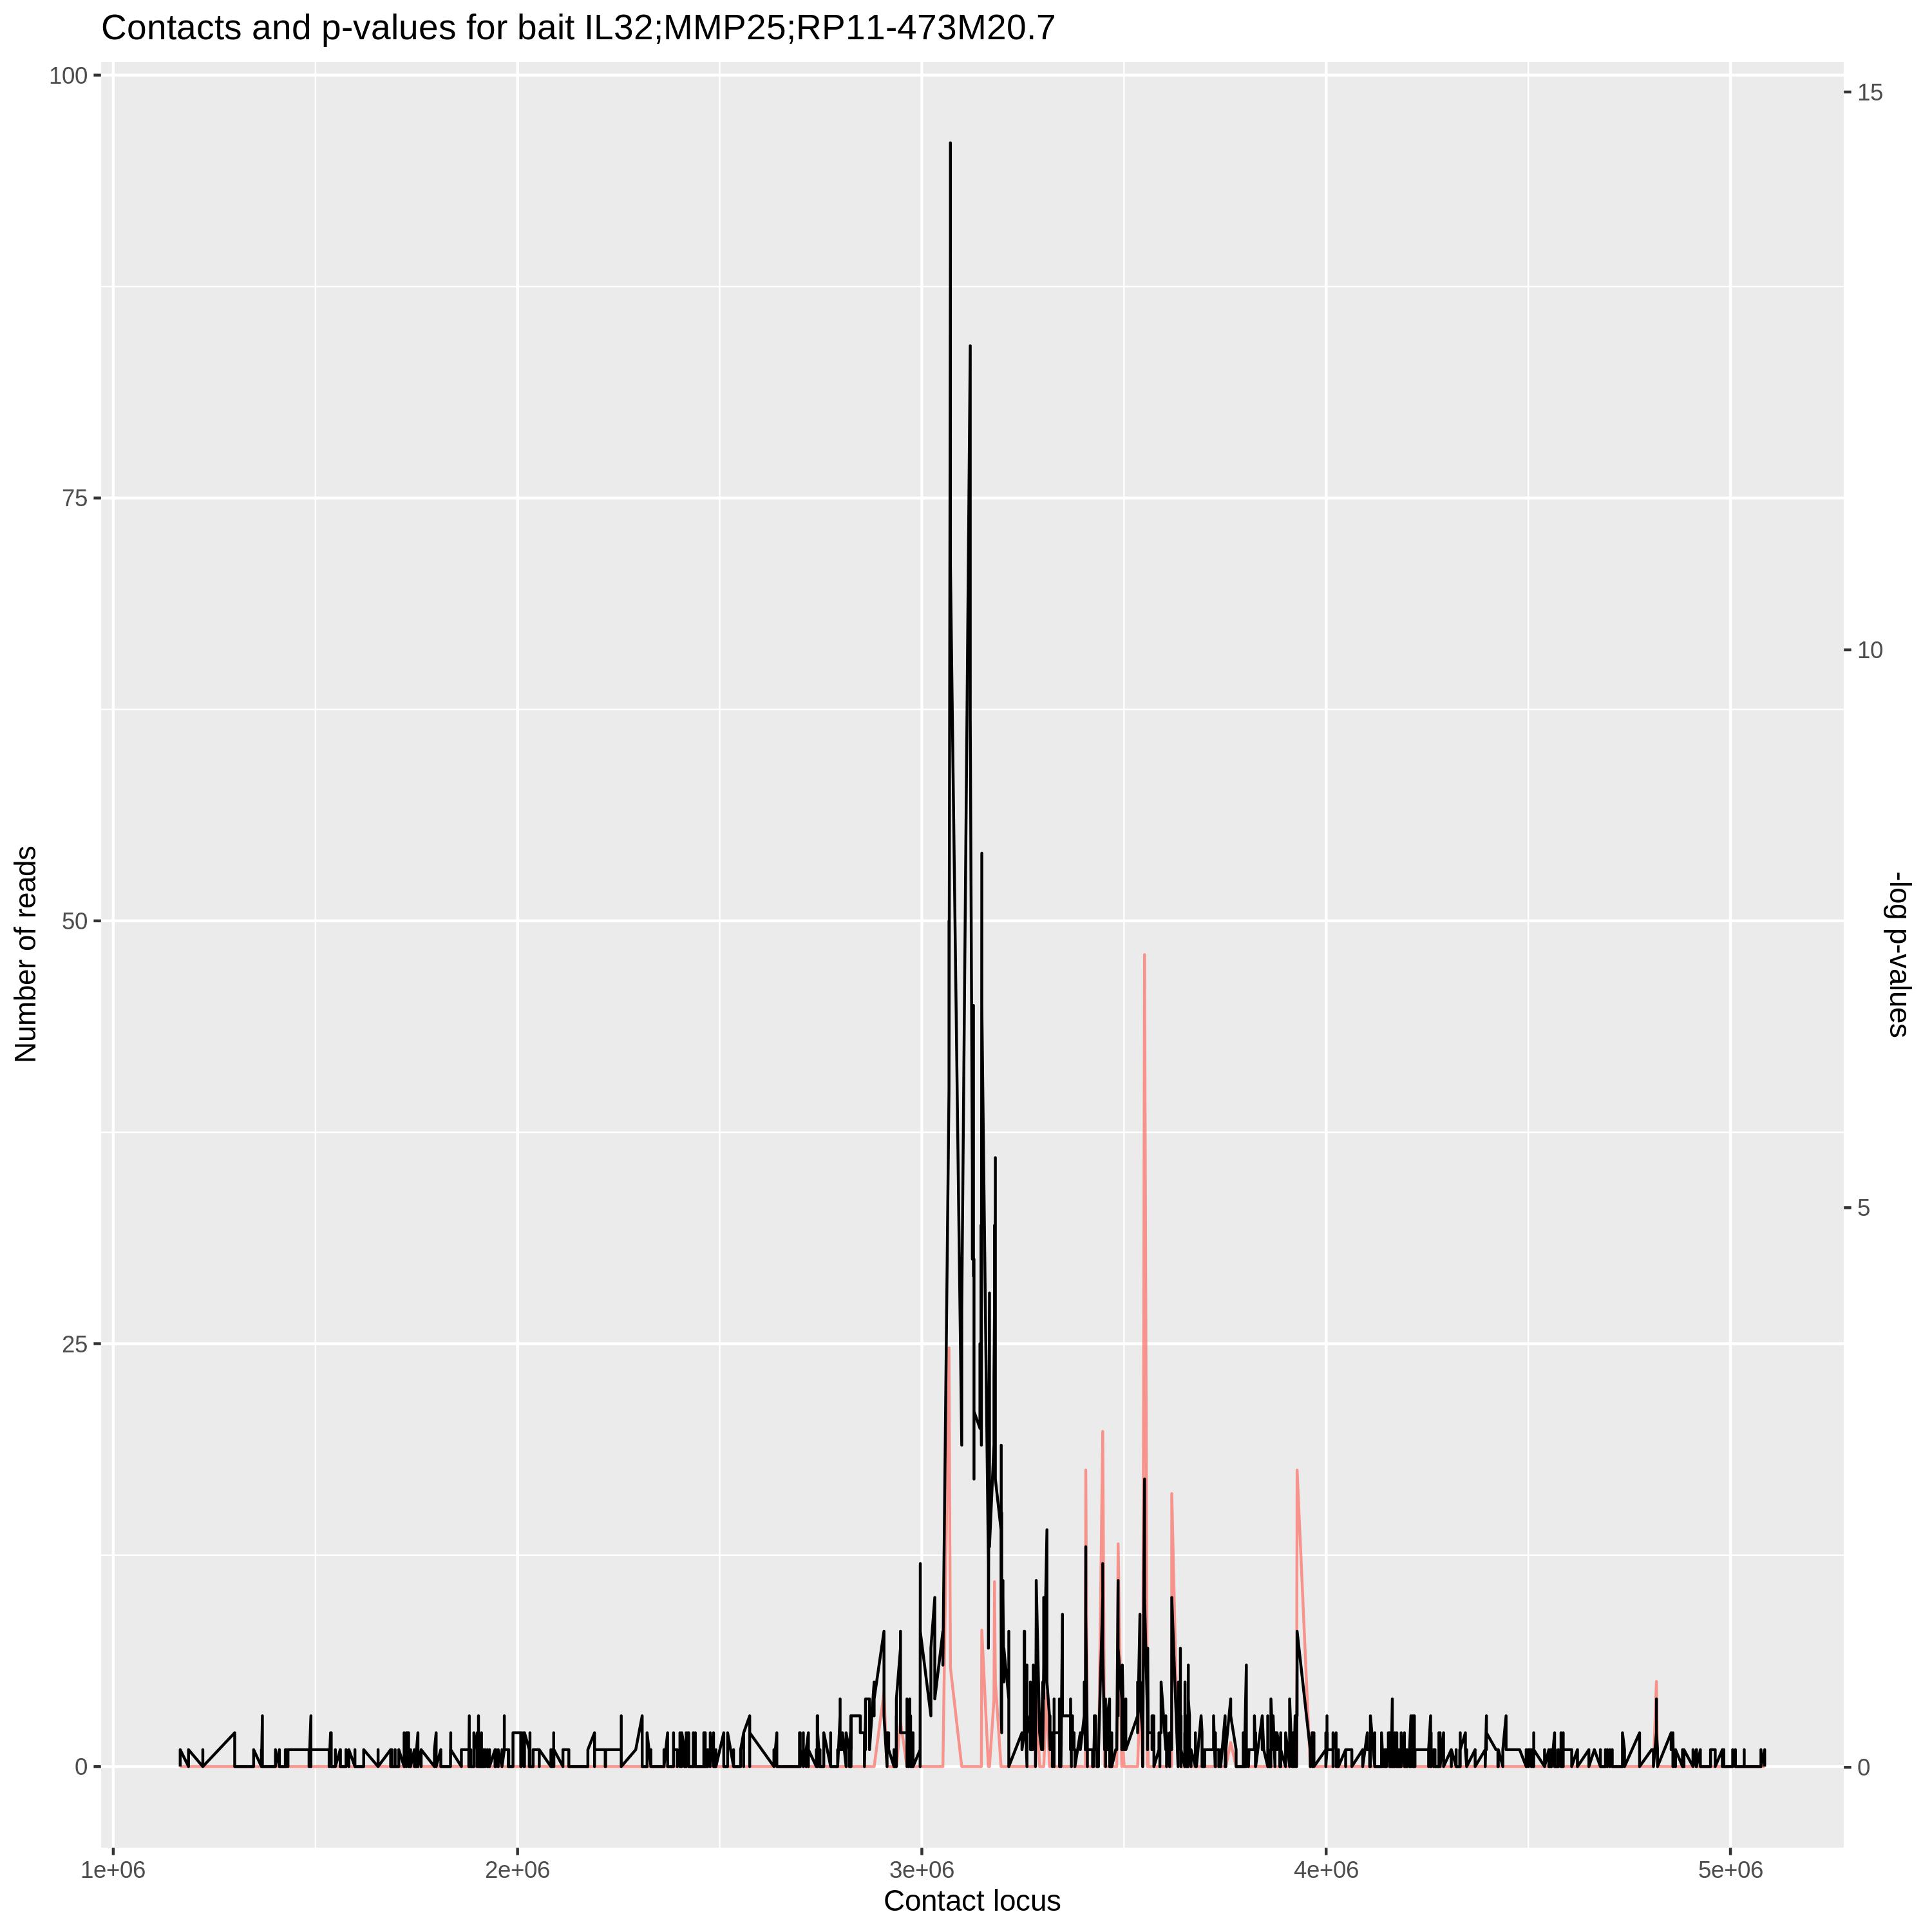 Contacts and p-values for bait IL32;MMP25;RP11-473M20.7
100
75
50
25
0
Number of reads
15
10
5
0
-log p-values
1e+06
2e+06
3e+06
4e+06
5e+06
Contact locus